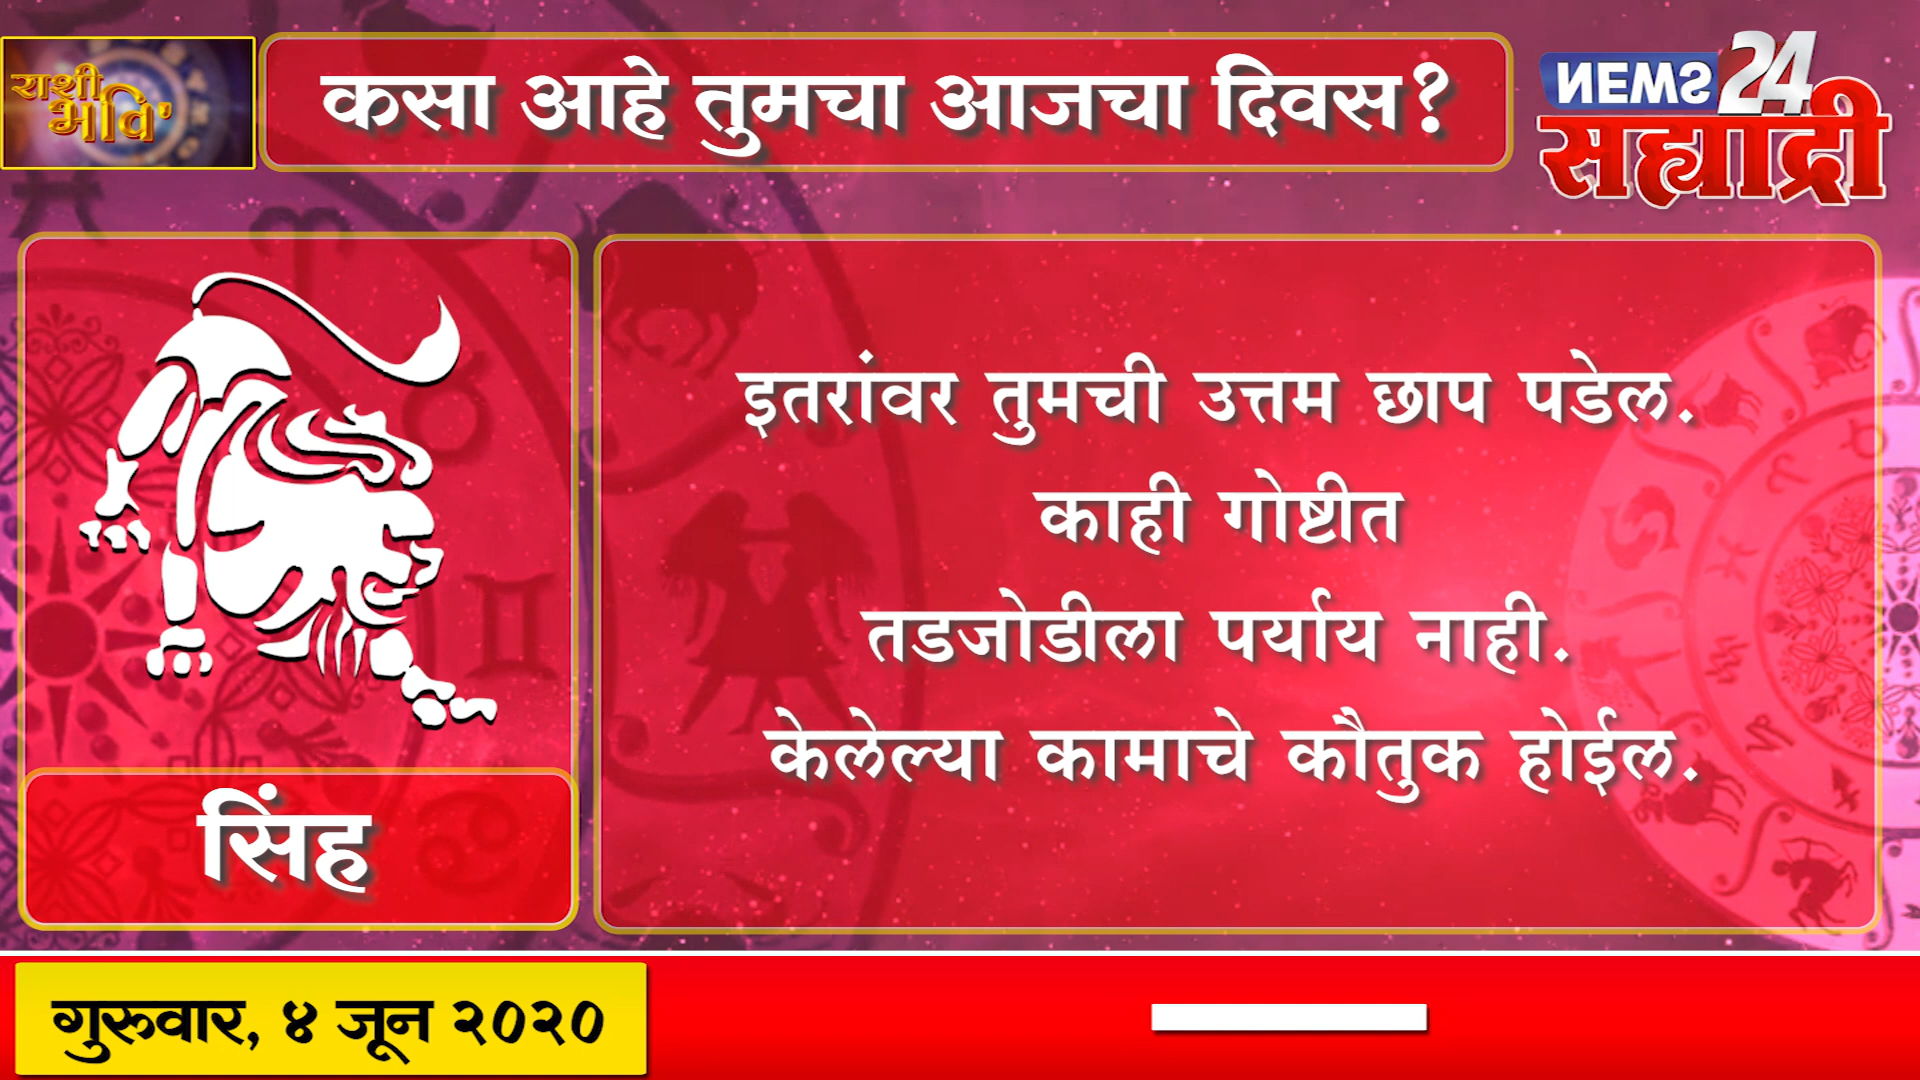 राशी
भवि'
कसा आहे तुमचा आजचा दिवस?
NEWS 24
सह्याद्री
इतरांवर तुमची उत्तम छाप पडेल.
काही गोष्टीत
तडजोडीला पर्याय नाही.
केलेल्या कामाचे कौतुक होईल.
सिंह
गुरूवार, ४ जून २०२०